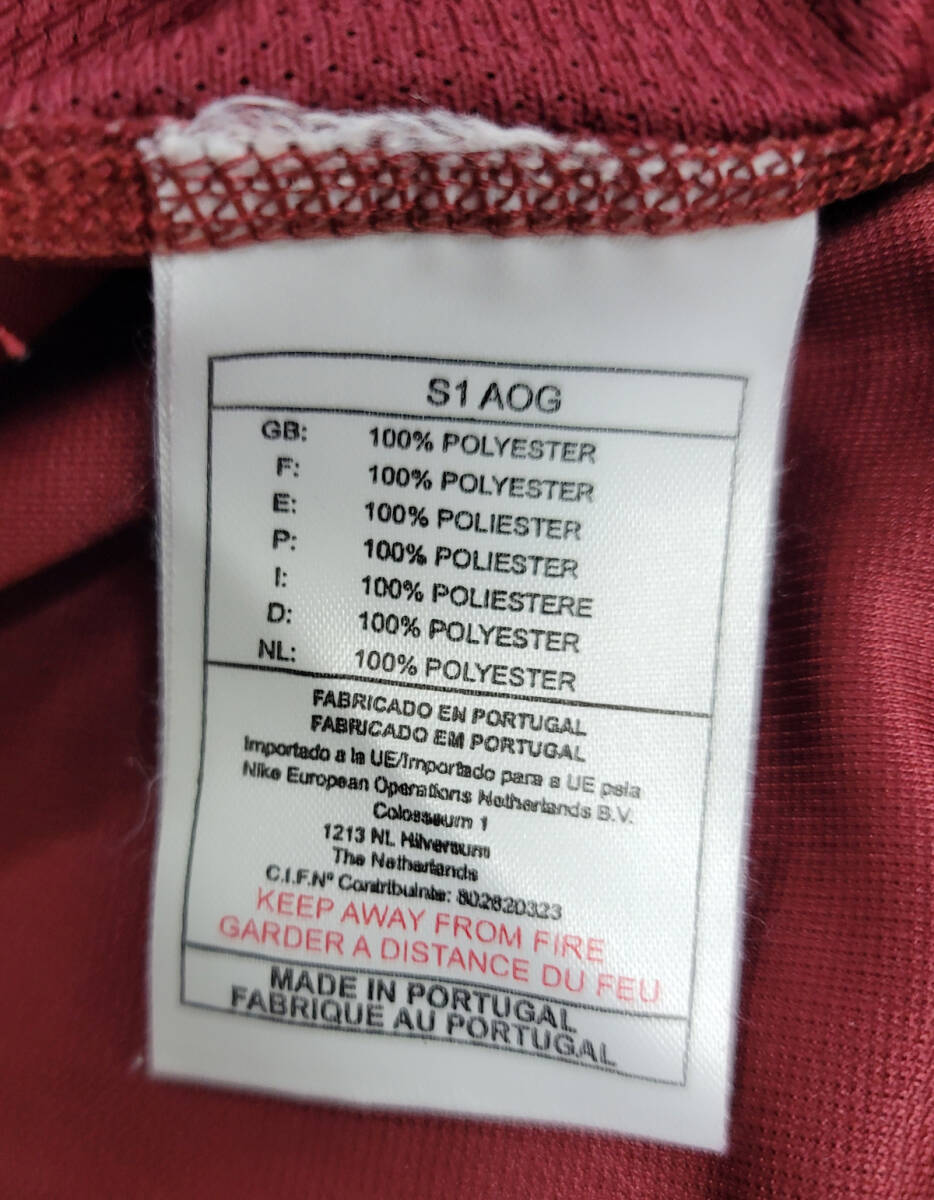 S1 AOG
GB: 100% POLYESTER
F: 100% POLYESTER
E: 100% POLIESTER
P: 100% POLIESTER
I: 100% POLIESTERE
D: 100% POLYESTER
NL: 100% POLYESTER
FABRICADO EN PORTUGAL
FABRICADO EM PORTUGAL
Importado a la UE/Importado para a UE pela
Nike European Operations Netherlands B.V.
Colosseum 1
1213 NL Hilversum
The Netherlands
C.I.F.Nº Contribuinte: 802820323
KEEP AWAY FROM FIRE
GARDER A DISTANCE DU FEU
MADE IN PORTUGAL
FABRIQUE AU PORTUGAL